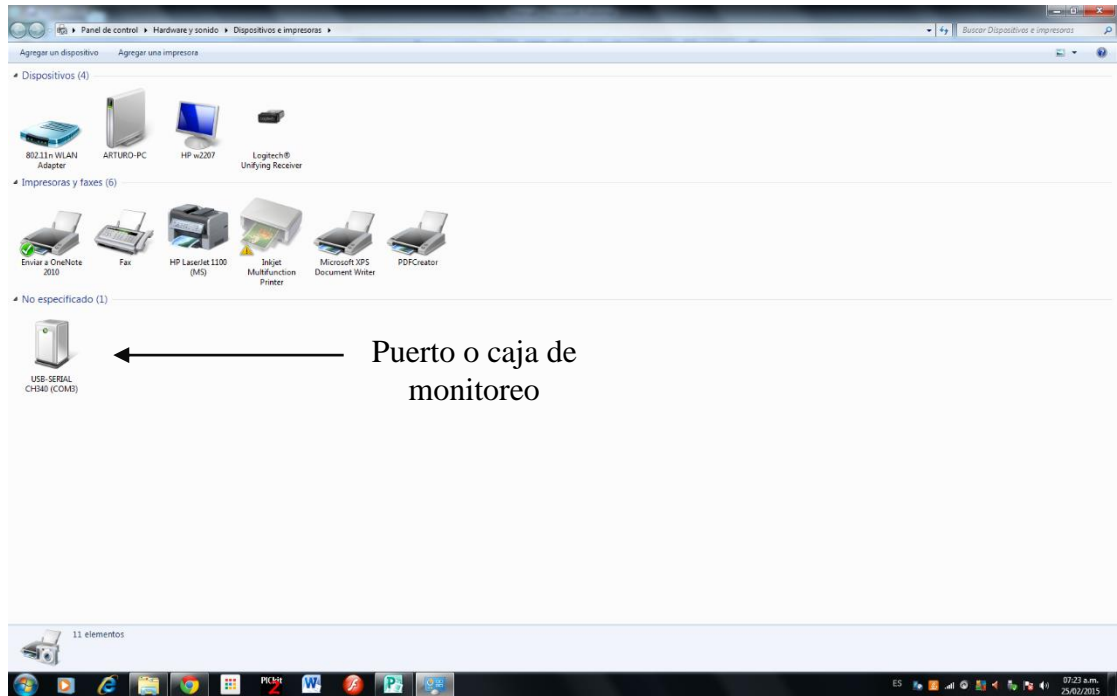 Panel de control ▸ Hardware y sonido ▸ Dispositivos e impresoras ▸
Buscar Dispositivos e impresoras
Agregar un dispositivo Agregar una impresora
Dispositivos (4)
802.11n WLAN Adapter
ARTURO-PC
HP w2207
Logitech® Unifying Receiver
Impresoras y faxes (6)
Enviar a OneNote 2010
Fax
HP LaserJet 1100 (MS)
Inkjet Multifunction Printer
Microsoft XPS Document Writer
PDFCreator
No especificado (1)
USB-SERIAL
CH340 (COM3)
Puerto o caja de
monitoreo
11 elementos
PICkit 2
W
P
ES
07:23 a.m.
25/02/2015